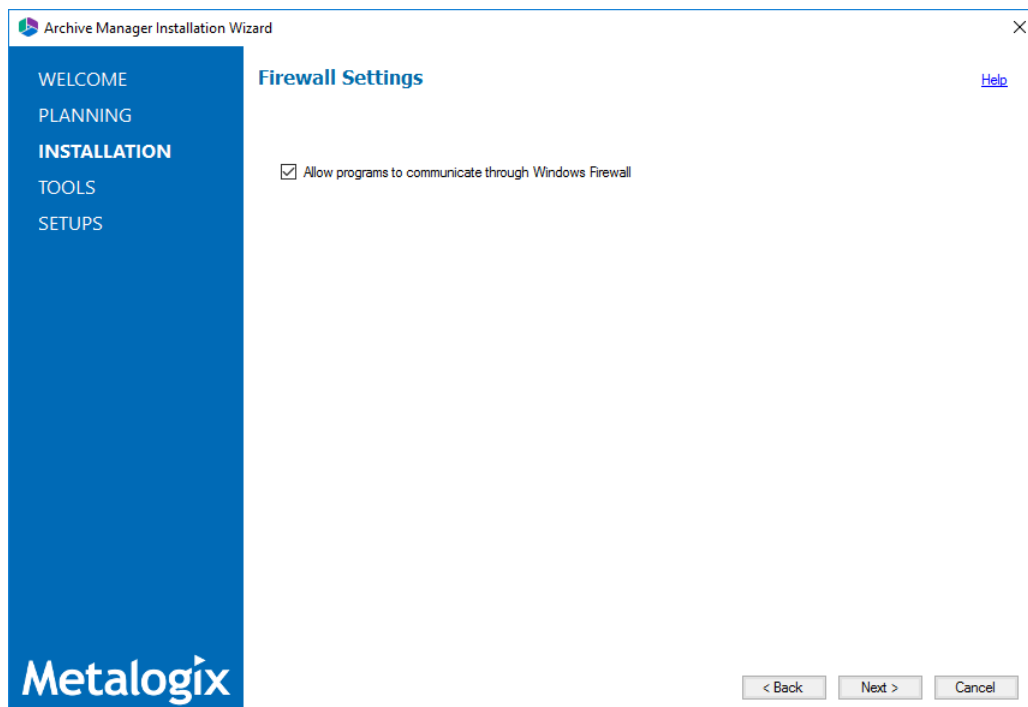 Archive Manager Installation Wizard
WELCOME
PLANNING
INSTALLATION
TOOLS
SETUPS
Firewall Settings
Help
Allow programs to communicate through Windows Firewall
Metalogix
< Back
Next >
Cancel